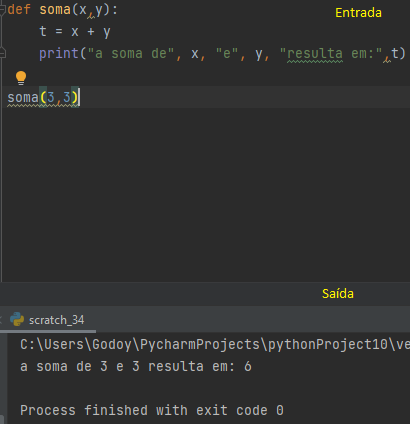 def soma(x,y):
Entrada
t = x + y
print("a soma de", x, "e", y, "resulta em:",t)
soma(3,3)
Saída
scratch_34
C:\Users\Godoy\PycharmProjects\pythonProject10\ve
a soma de 3 e 3 resulta em: 6
Process finished with exit code 0